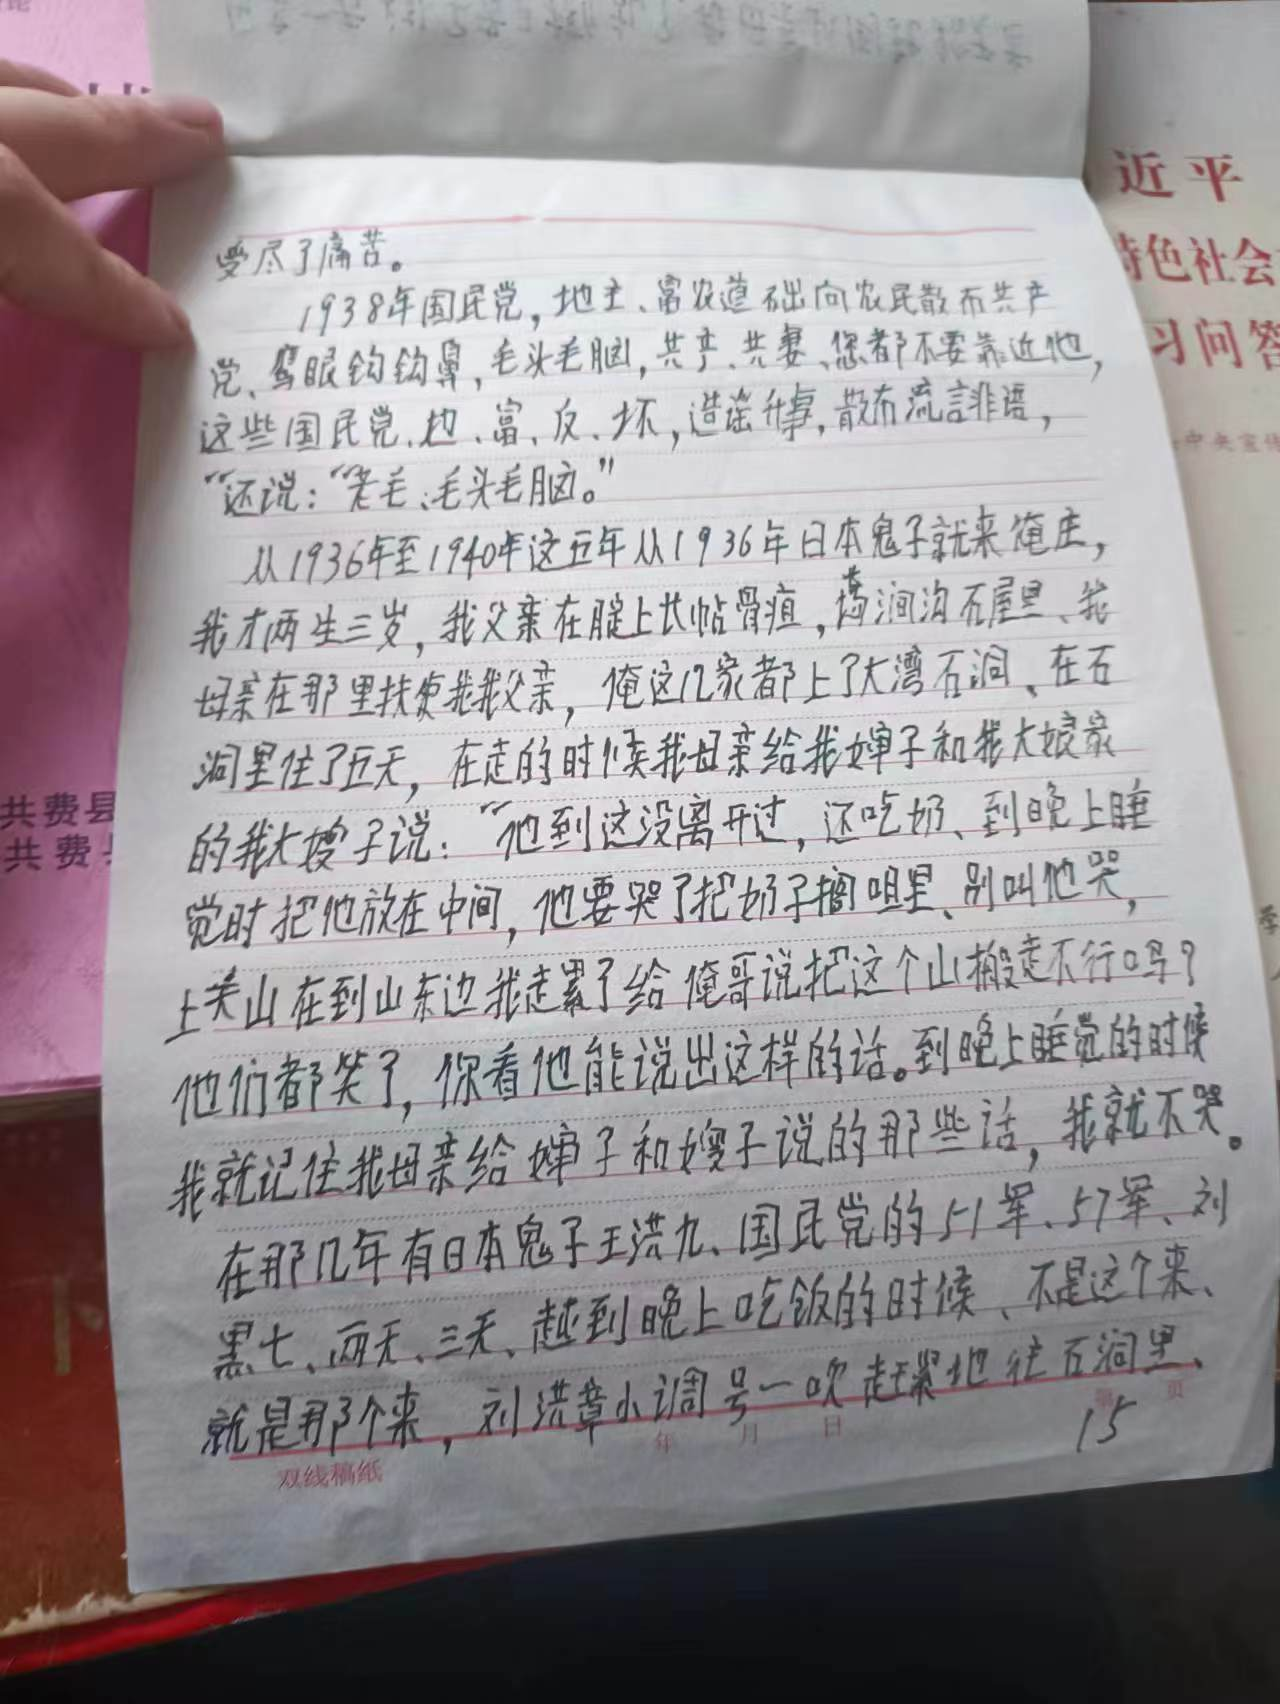 受尽了痛苦。
1938年国民党，地主、富农造础向农民散布共产
党、鹰眼钩钩鼻，毛头毛脑，共产、共妻、您都不要靠近他，
这些国民党、地、富、反、坏，造谣升事，散布流言非语，
“还说：“老毛、毛头毛脑。”
从1936年至1940年这五年从1936年日本鬼子就来俺庄，
我才两生三岁，我父亲在腚上长帖骨疽，涧沟石屋里、我
母亲在那里扶侍我我父亲，俺这几家都上了大湾石洞、在石
洞里住了五天，在走的时候我母亲给我婶子和我大娘家
的我大嫂子说：“他到这没离开过，还吃奶、到晚上睡
觉时把他放在中间，他要哭了把奶子搁咀里、别叫他哭，
上关山在到山东边我走累了给俺哥说把这个山搬走不行吗？
他们都笑了，你看他能说出这样的话。到晚上睡觉的时候
我就记住我母亲给婶子和嫂子说的那些话，我就不哭。
在那几年有日本鬼子王洪九、国民党的51军、57军、刘
黑七、两天、三天、越到晚上吃饭的时候、不是这个来、
就是那个来，刘洪章小调号一吹赶紧地往石洞里、
年 月 日
第 页
15
双线稿纸
近平
特色社会
习问答
中央宣传
共费县
共费